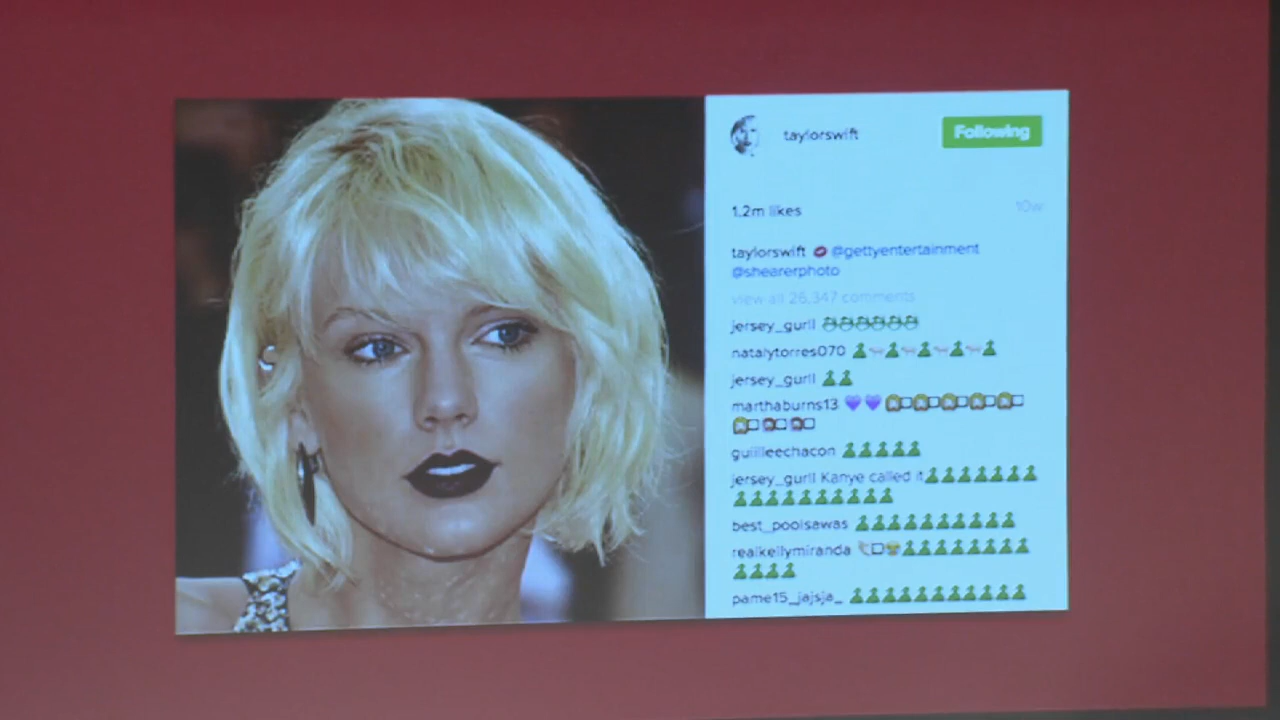 taylorswift
Following
1.2m likes
10w
taylorswift 💋 @gettyentertainment
@shearerphoto
view all 26,347 comments
jersey_gurll 🐍🐍🐍🐍🐍🐍
natalytorres070 🐍🐀🐍🐀🐍🐀🐍🐀🐍
jersey_gurll 🐍🐍
marthaburns13 💜💜
guiilleechacon 🐍🐍🐍🐍🐍
jersey_gurll Kanye called it🐍🐍🐍🐍🐍🐍🐍
🐍🐍🐍🐍🐍🐍🐍🐍🐍🐍
best_poolsawas 🐍🐍🐍🐍🐍🐍🐍🐍🐍🐍
realkellymiranda 🐍🐍🐍🐍🐍🐍🐍🐍
🐍🐍🐍🐍
pame15_jajsja_ 🐍🐍🐍🐍🐍🐍🐍🐍🐍🐍🐍